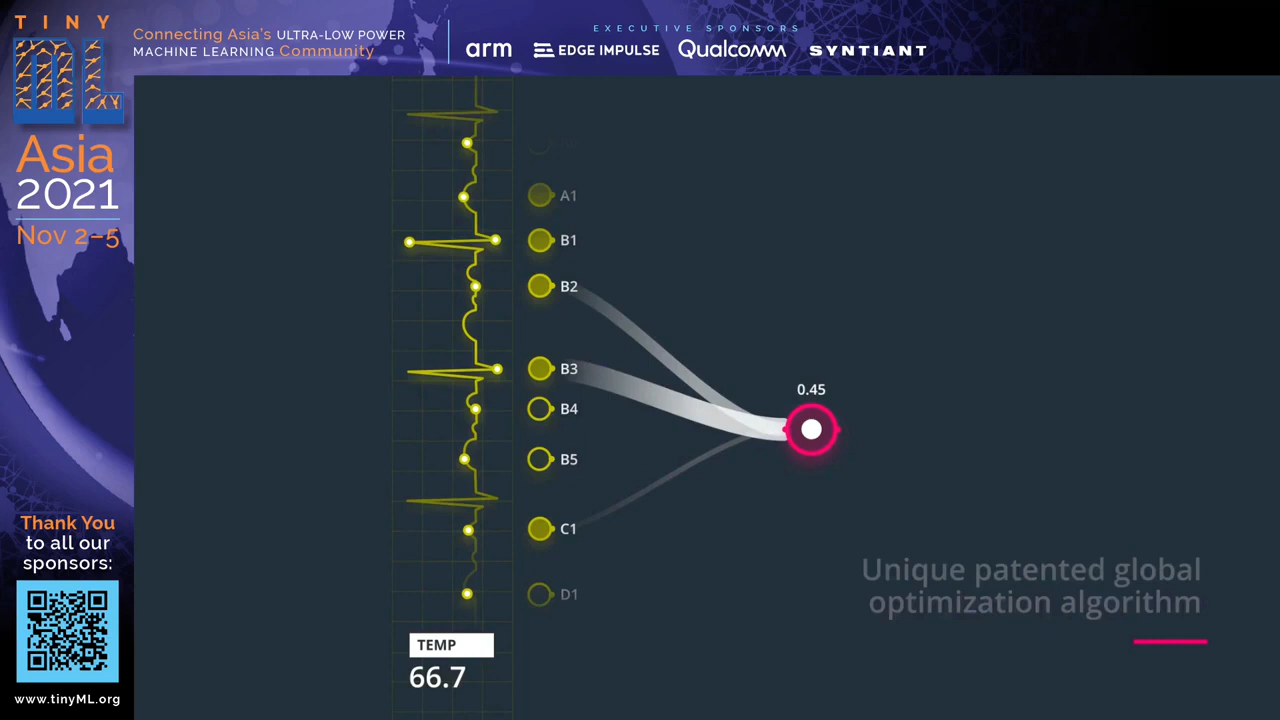 TINY
ML
Asia
2021
Nov 2–5
Connecting Asia's ULTRA-LOW POWER
MACHINE LEARNING Community
EXECUTIVE SPONSORS
arm
EDGE IMPULSE
Qualcomm
SYNTIANT
A1
B1
B2
B3
B4
B5
C1
D1
0.45
Unique patented global
optimization algorithm
TEMP
66.7
Thank You
to all our
sponsors:
www.tinyML.org